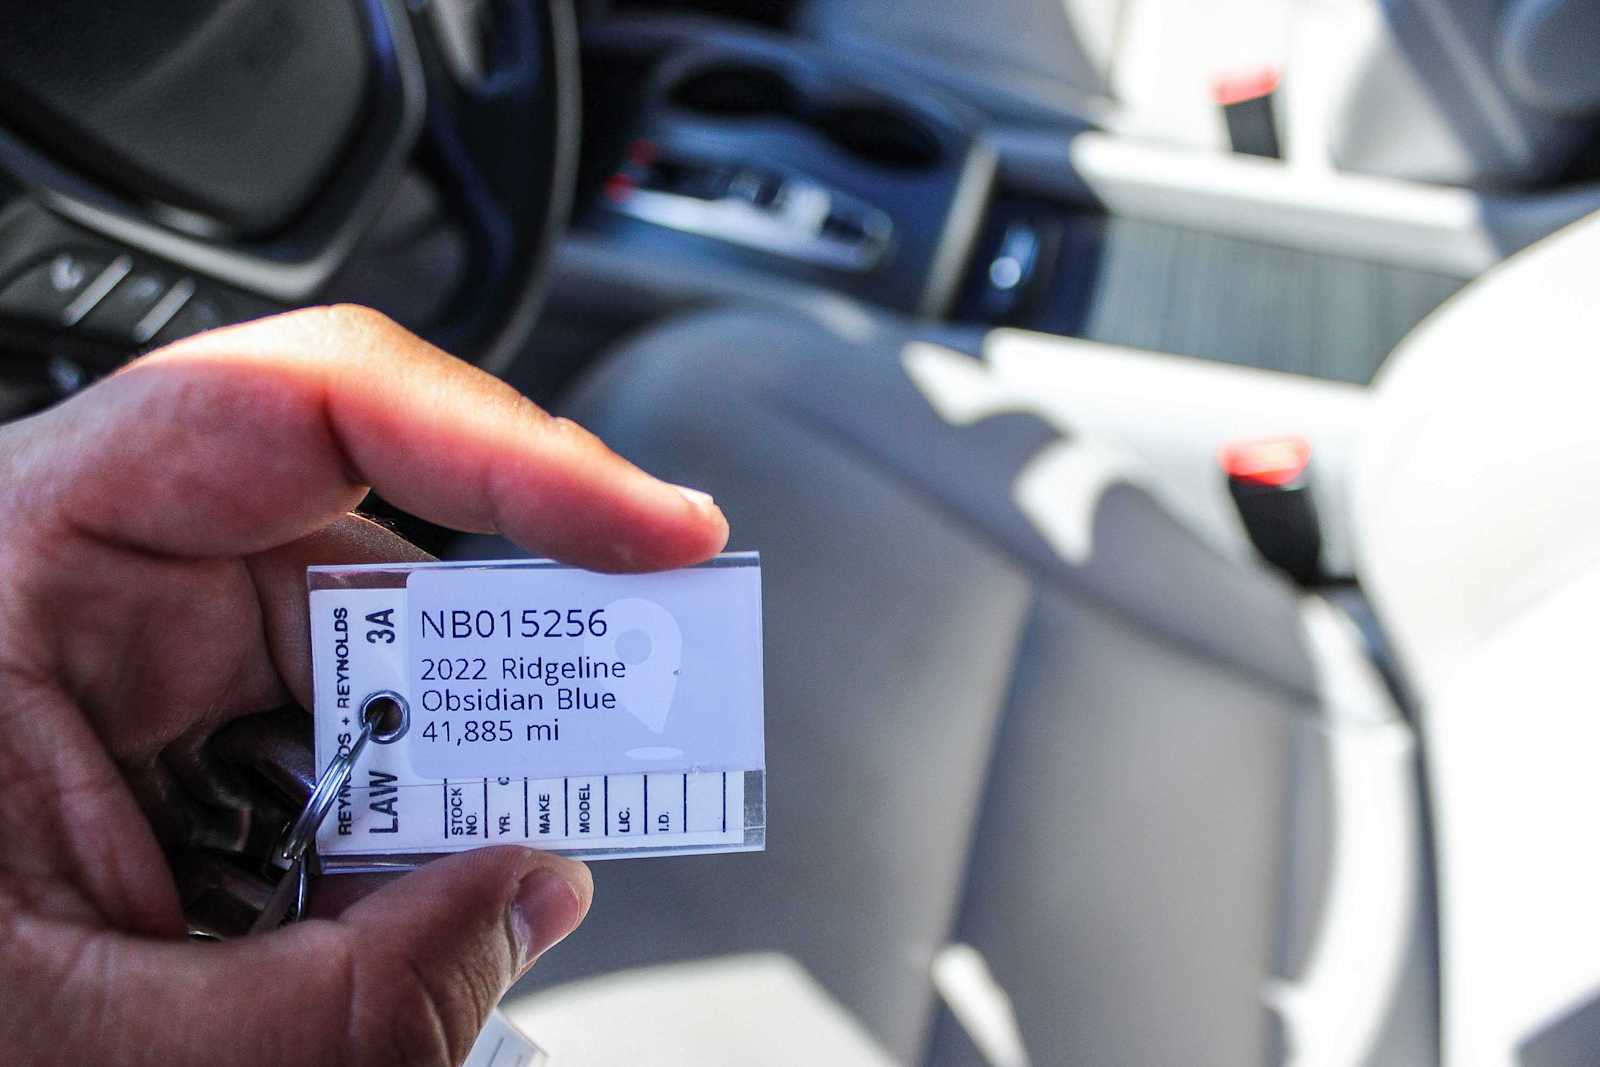 NB015256
2022 Ridgeline
Obsidian Blue
41,885 mi
REYNOLDS + REYNOLDS
LAW 3A
STOCK
NO.
YR.
MAKE
MODEL
LIC.
I.D.